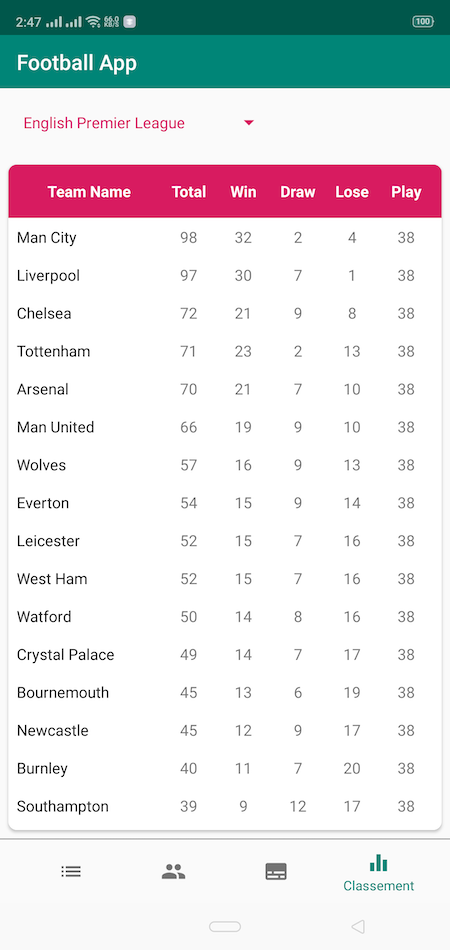 2:47 66.0 KB/S 100
Football App
English Premier League
Team Name Total Win Draw Lose Play
Man City 98 32 2 4 38
Liverpool 97 30 7 1 38
Chelsea 72 21 9 8 38
Tottenham 71 23 2 13 38
Arsenal 70 21 7 10 38
Man United 66 19 9 10 38
Wolves 57 16 9 13 38
Everton 54 15 9 14 38
Leicester 52 15 7 16 38
West Ham 52 15 7 16 38
Watford 50 14 8 16 38
Crystal Palace 49 14 7 17 38
Bournemouth 45 13 6 19 38
Newcastle 45 12 9 17 38
Burnley 40 11 7 20 38
Southampton 39 9 12 17 38
Classement